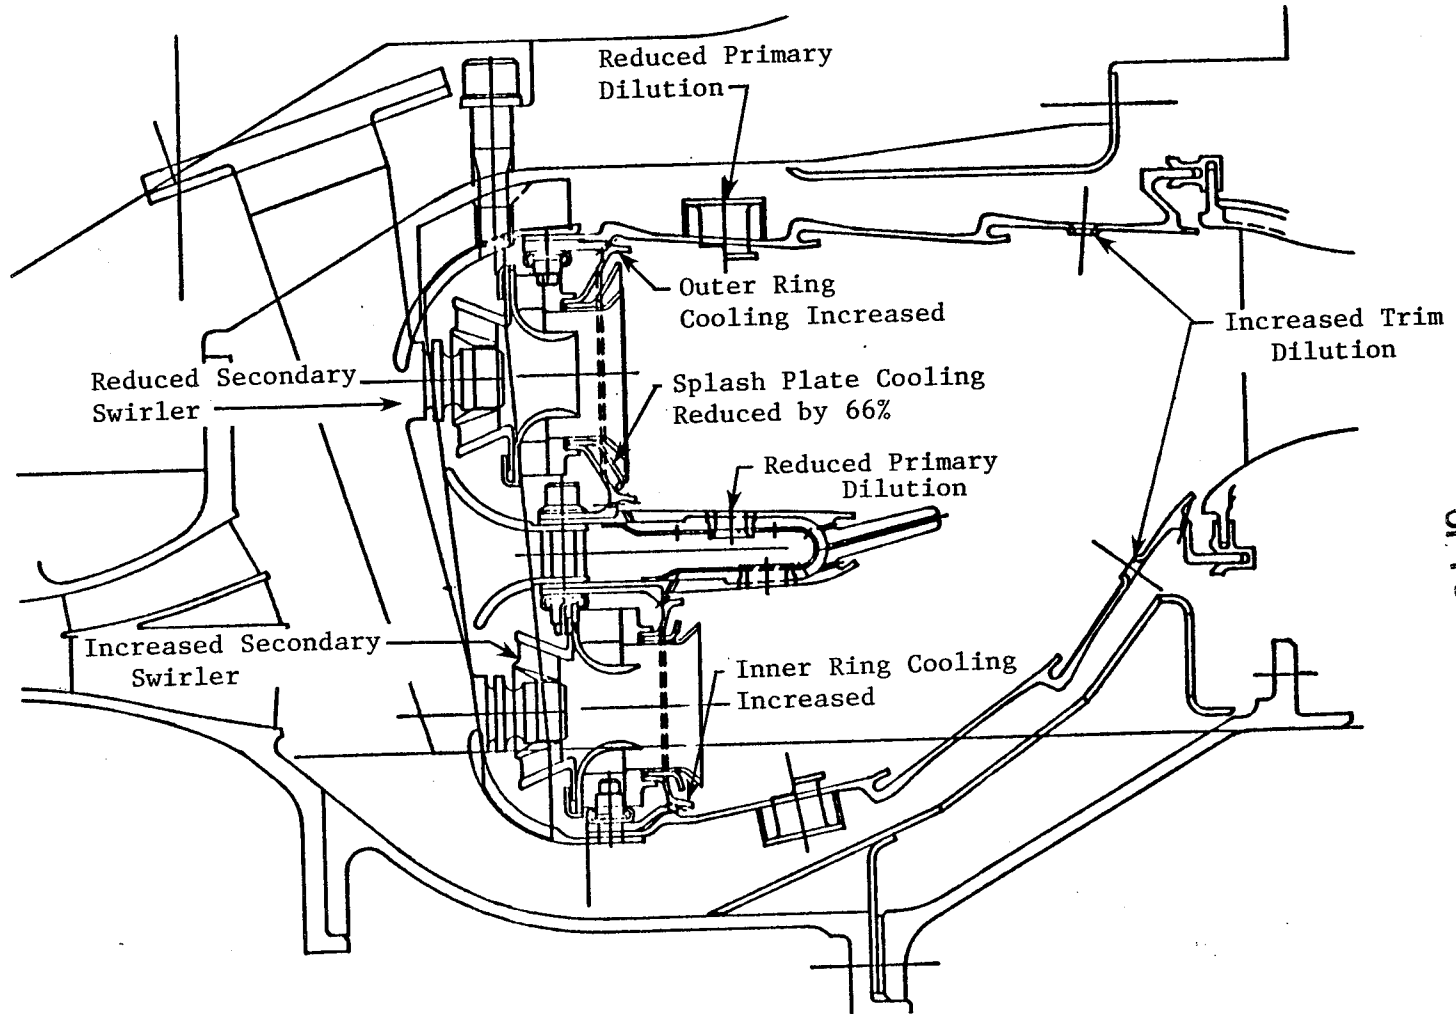 Reduced Primary
Dilution
Outer Ring
Cooling Increased
Increased Trim
Dilution
Reduced Secondary
Swirler
Splash Plate Cooling
Reduced by 66%
Reduced Primary
Dilution
Increased Secondary
Swirler
Inner Ring Cooling
Increased